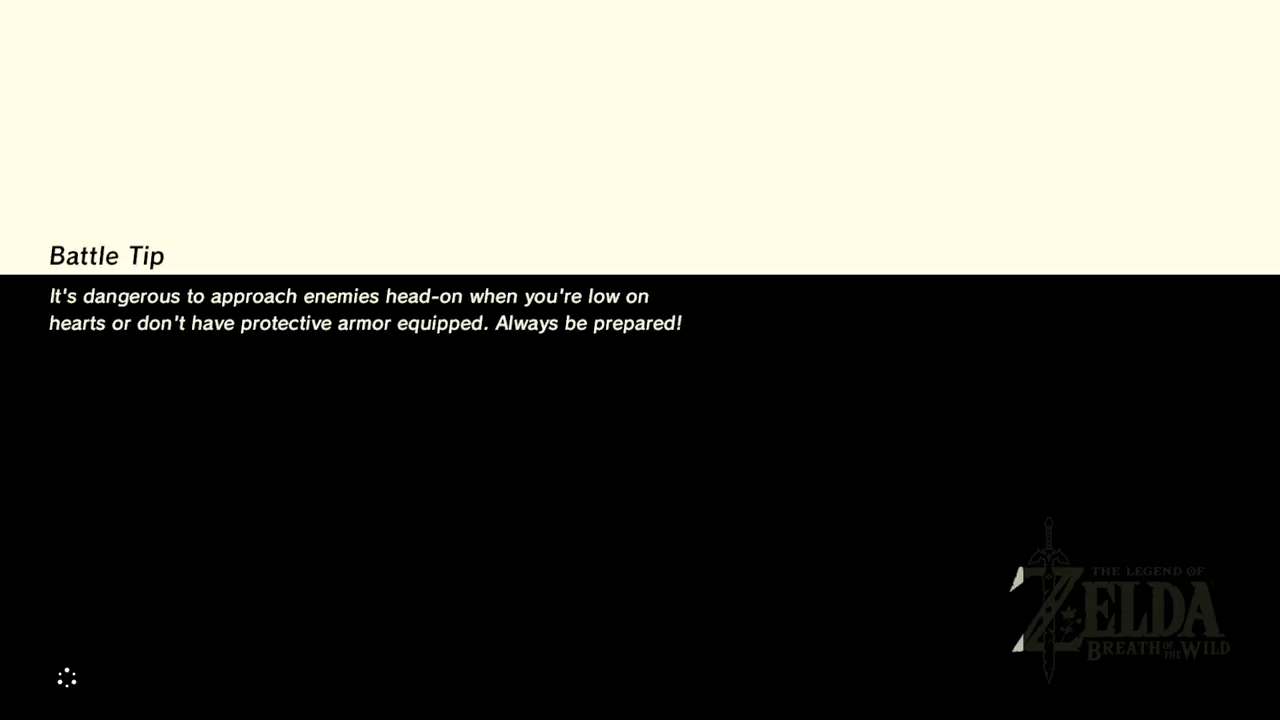 Battle Tip
It's dangerous to approach enemies head-on when you're low on
hearts or don't have protective armor equipped. Always be prepared!
THE LEGEND OF
ZELDA
BREATH OF THE WILD